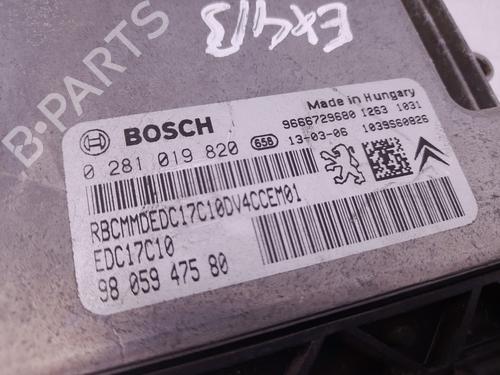 EX4/3
B-PARTS
BOSCH
Made in Hungary
9666729680 1263 1031
0 281 019 820 658 13-03-06 1039S60826
RBCMMDEDC17C10DV4CCEM01
EDC17C10
98 059 475 80